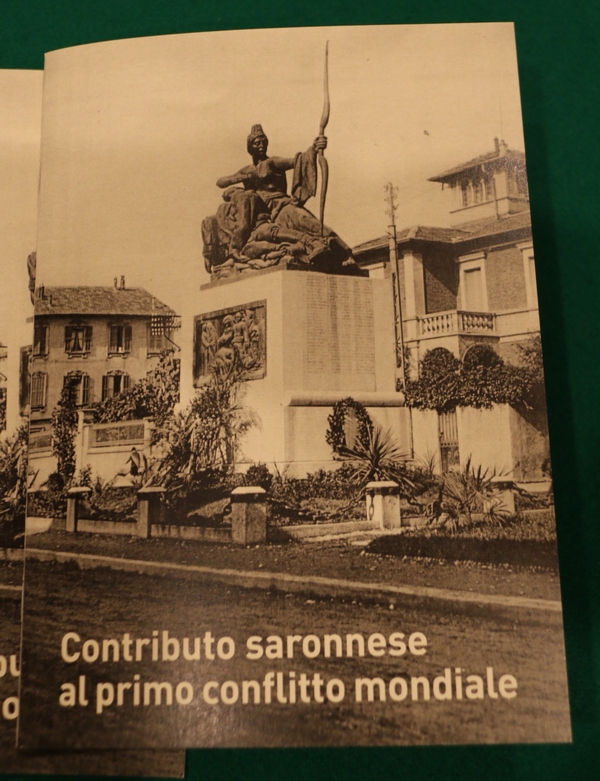 Contributo saronnese
al primo conflitto mondiale